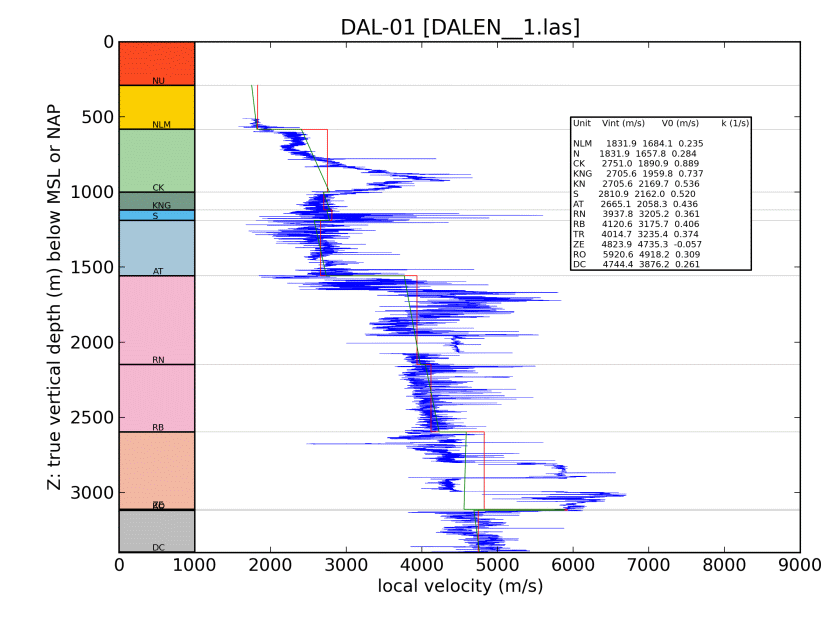 DAL-01 [DALEN__1.las]
Z: true vertical depth (m) below MSL or NAP
0
500
1000
1500
2000
2500
3000
NU
NLM
CK
KNG
S
AT
RN
RB
ZE
DC
Unit Vint (m/s) V0 (m/s) k (1/s)
NLM 1831.9 1684.1 0.235
N 1831.9 1657.8 0.284
CK 2751.0 1890.9 0.889
KNG 2705.6 1959.8 0.737
KN 2705.6 2169.7 0.536
S 2810.9 2162.0 0.520
AT 2665.1 2058.3 0.436
RN 3937.8 3205.2 0.361
RB 4120.6 3175.7 0.406
TR 4014.7 3235.4 0.374
ZE 4823.9 4735.3 -0.057
RO 5920.6 4918.2 0.309
DC 4744.4 3876.2 0.261
0 1000 2000 3000 4000 5000 6000 7000 8000 9000
local velocity (m/s)